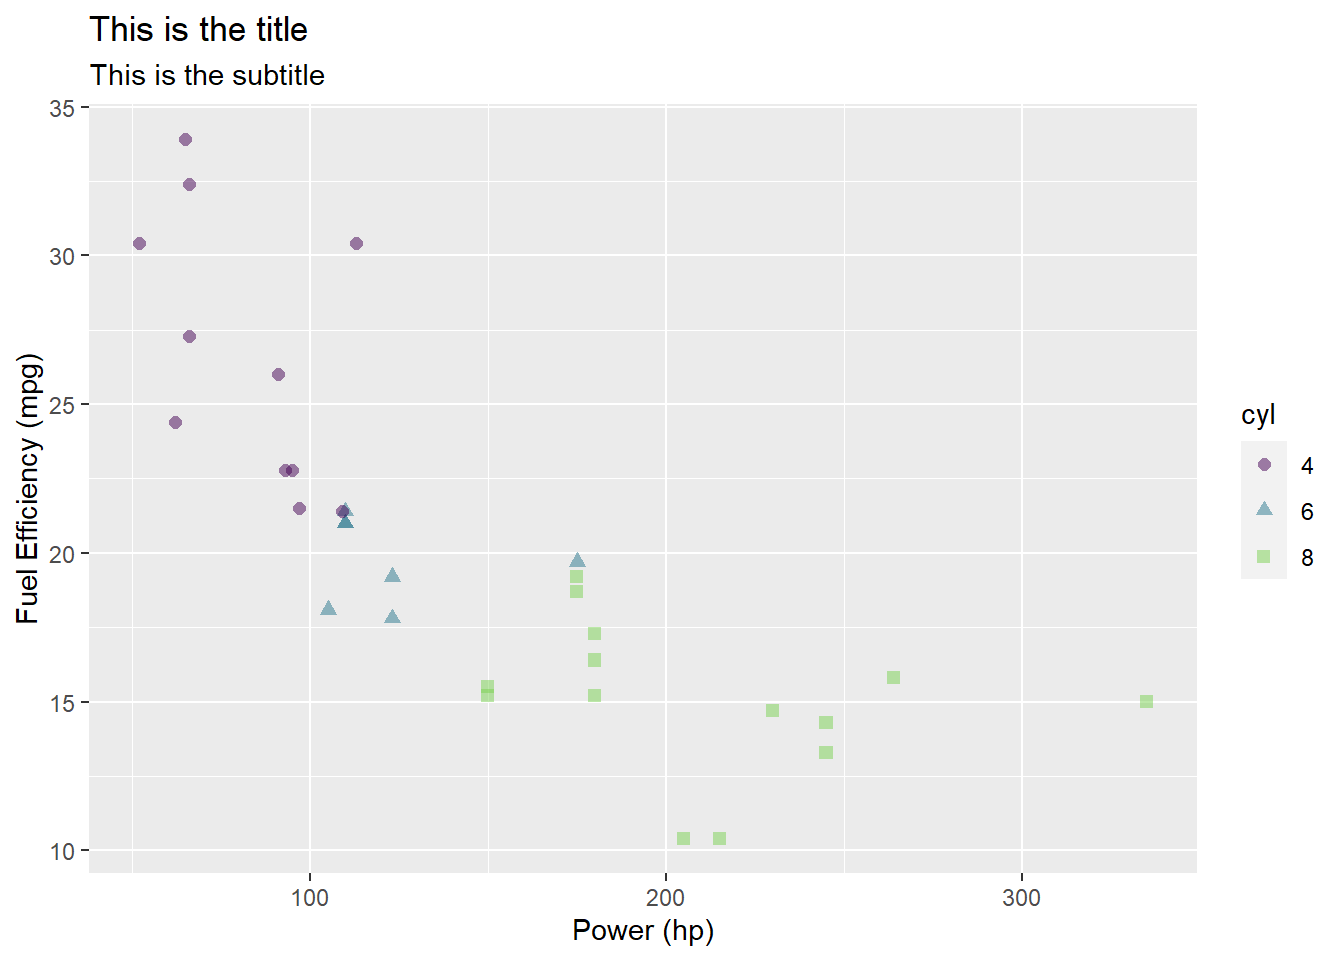 This is the title
This is the subtitle
35
30
25
20
15
10
Fuel Efficiency (mpg)
100
200
300
Power (hp)
cyl
4
6
8